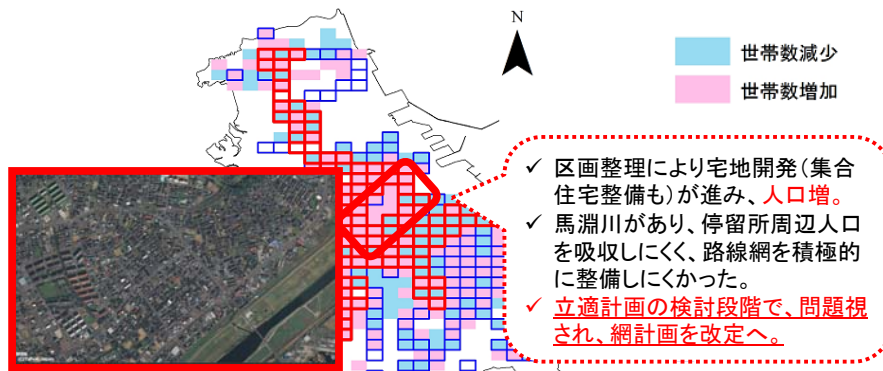 N
世帯数減少
世帯数増加
✓ 区画整理により宅地開発（集合
住宅整備も）が進み、人口増。
✓ 馬淵川があり、停留所周辺人口
を吸収しにくく、路線網を積極的
に整備しにくかった。
✓ 立適計画の検討段階で、問題視
され、網計画を改定へ。